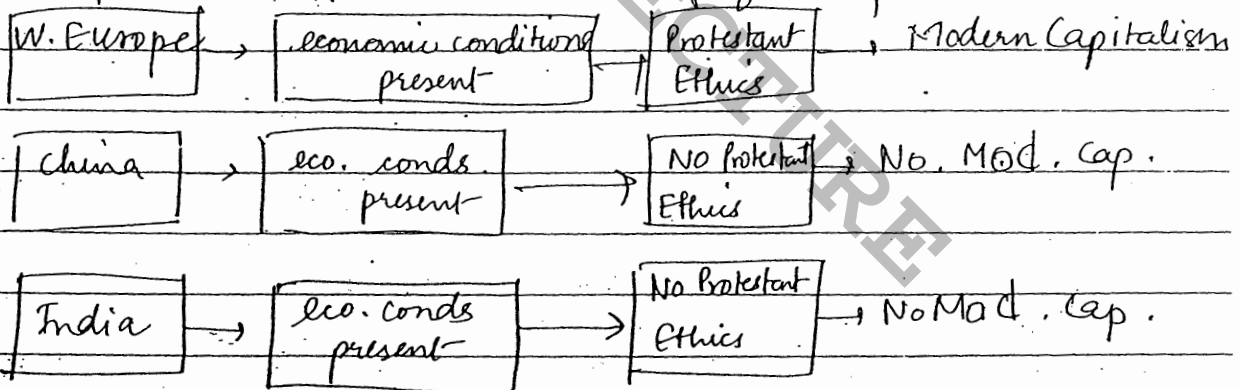 W. Europe → economic conditions present → Protestant Ethics → Modern Capitalism
China → eco. conds. present → No Protestant Ethics → No. Mod. Cap.
India → eco. conds present → No Protestant Ethics → No Mod. Cap.
CTURE